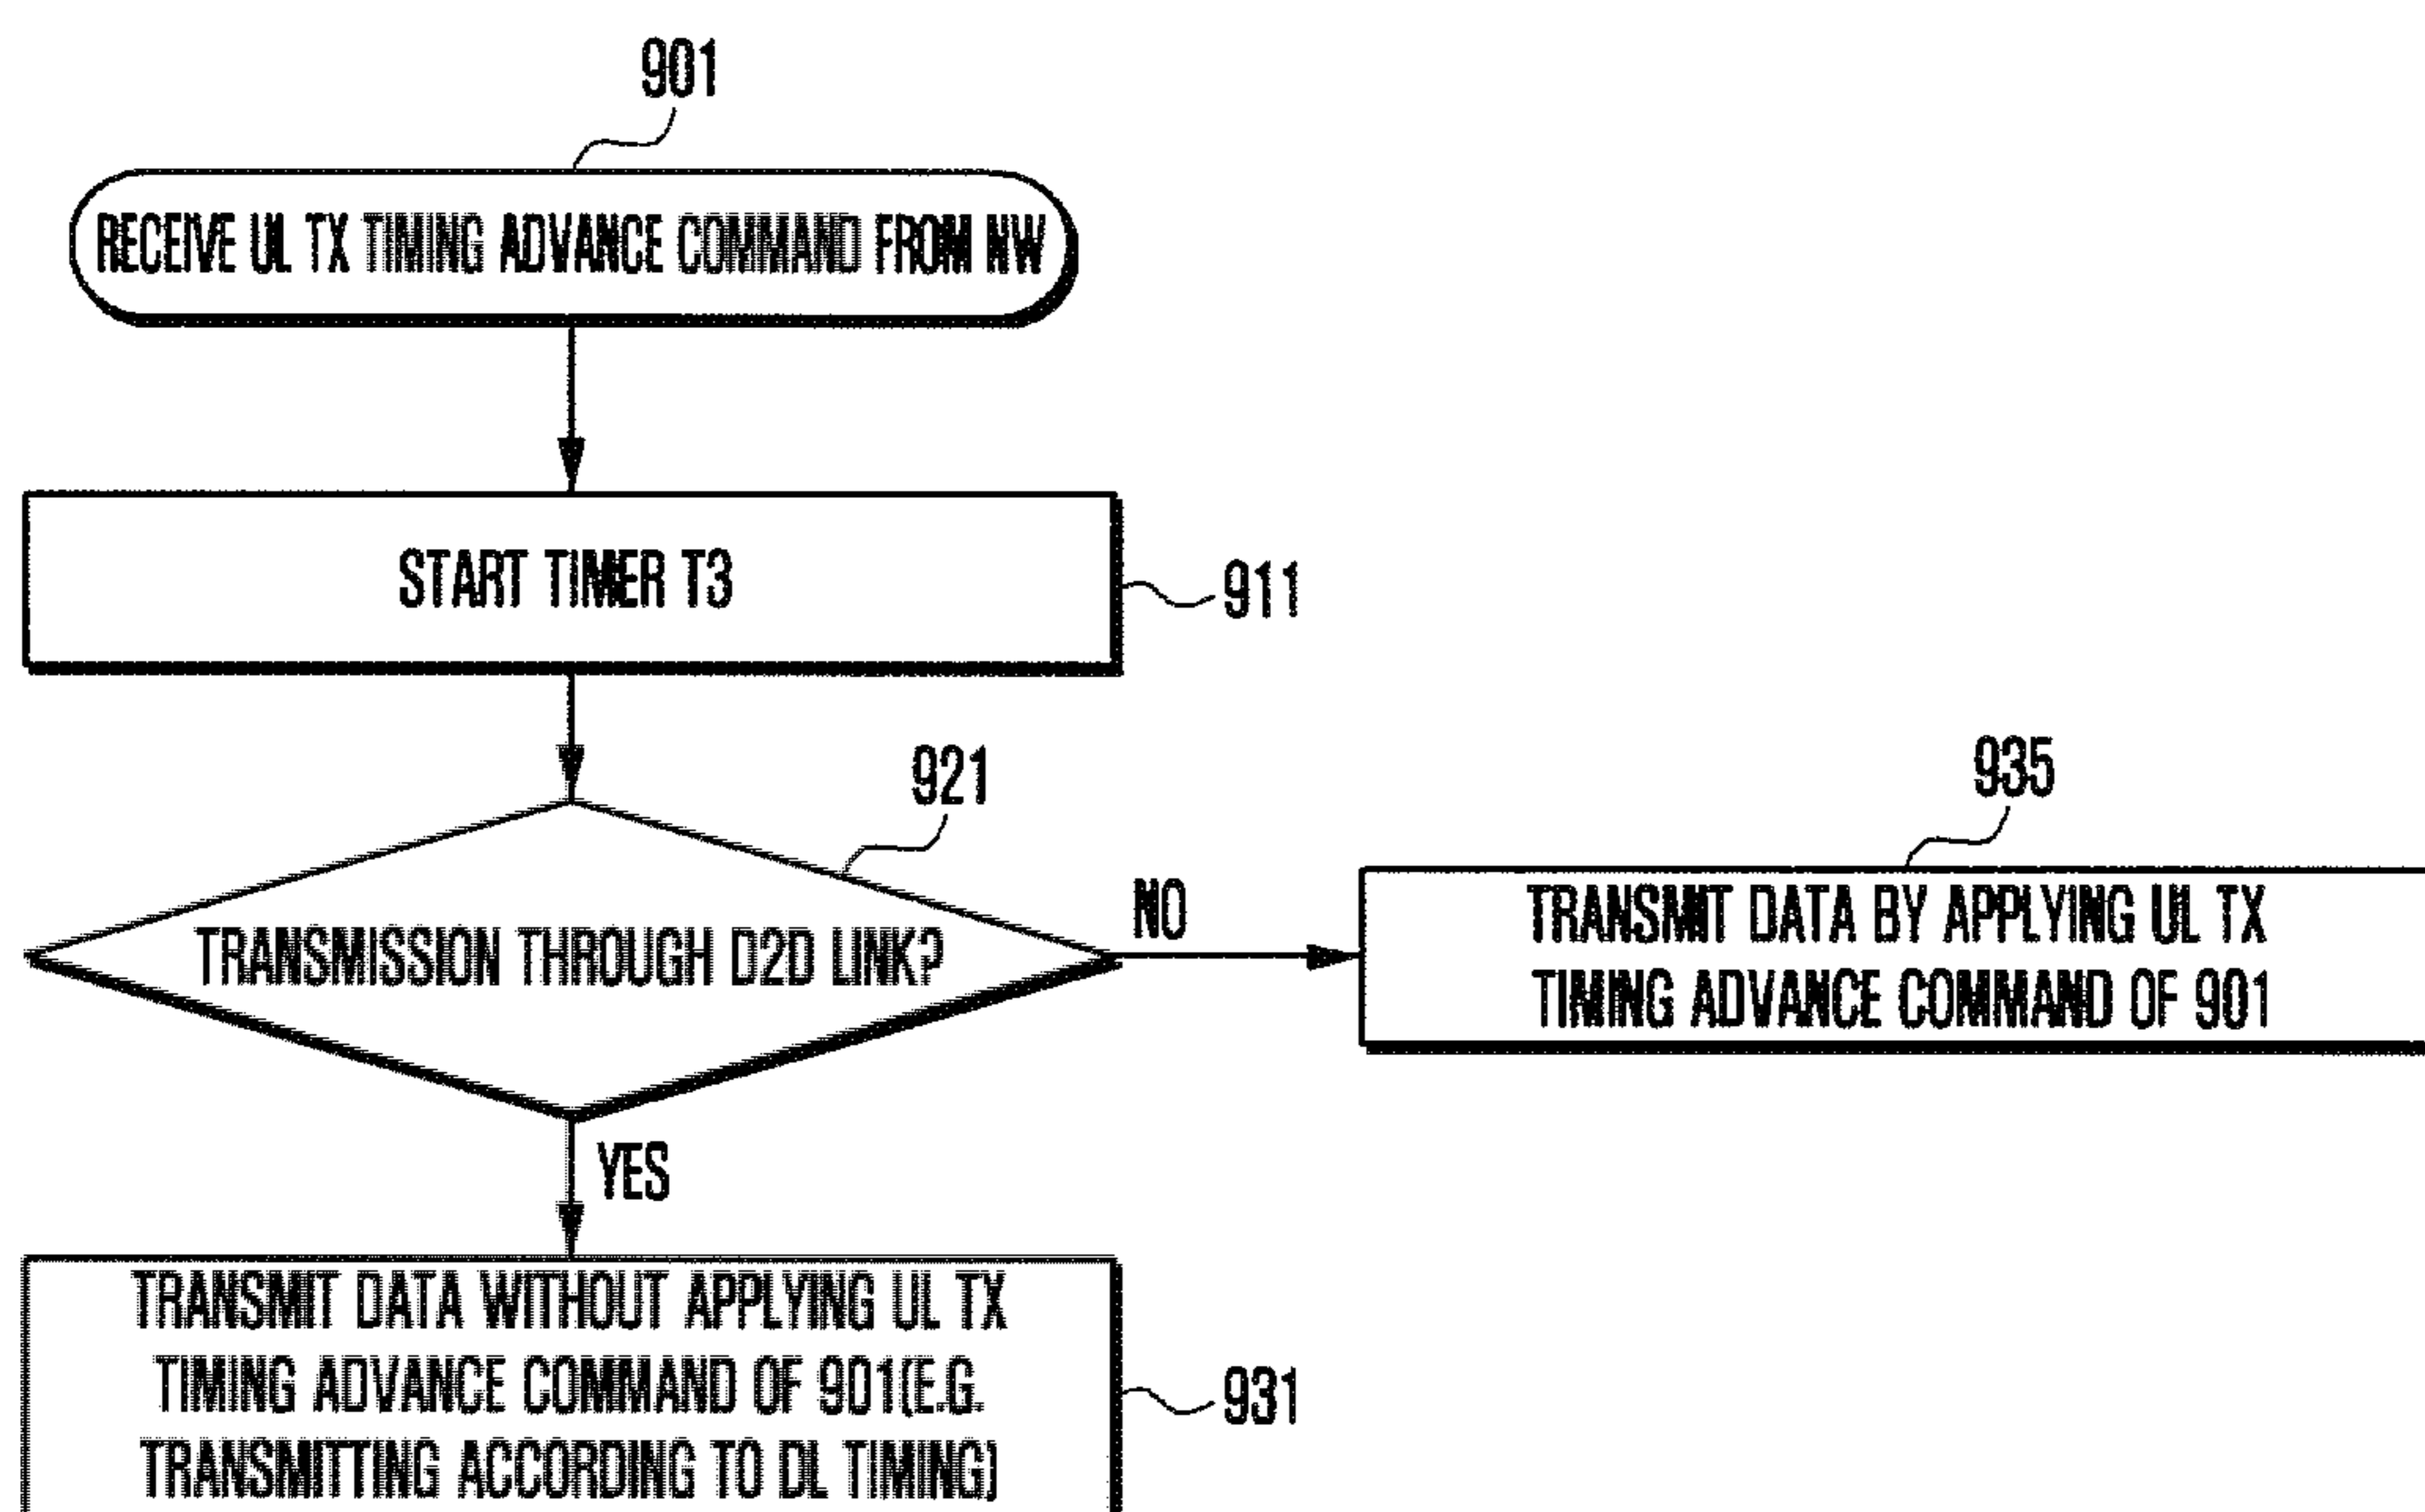 901
RECEIVE UL TX TIMING ADVANCE COMMAND FROM NW
START TIMER T3
911
921
TRANSMISSION THROUGH D2D LINK?
NO
935
TRANSMIT DATA BY APPLYING UL TX
TIMING ADVANCE COMMAND OF 901
YES
TRANSMIT DATA WITHOUT APPLYING UL TX
TIMING ADVANCE COMMAND OF 901(E.G.
TRANSMITTING ACCORDING TO DL TIMING)
931